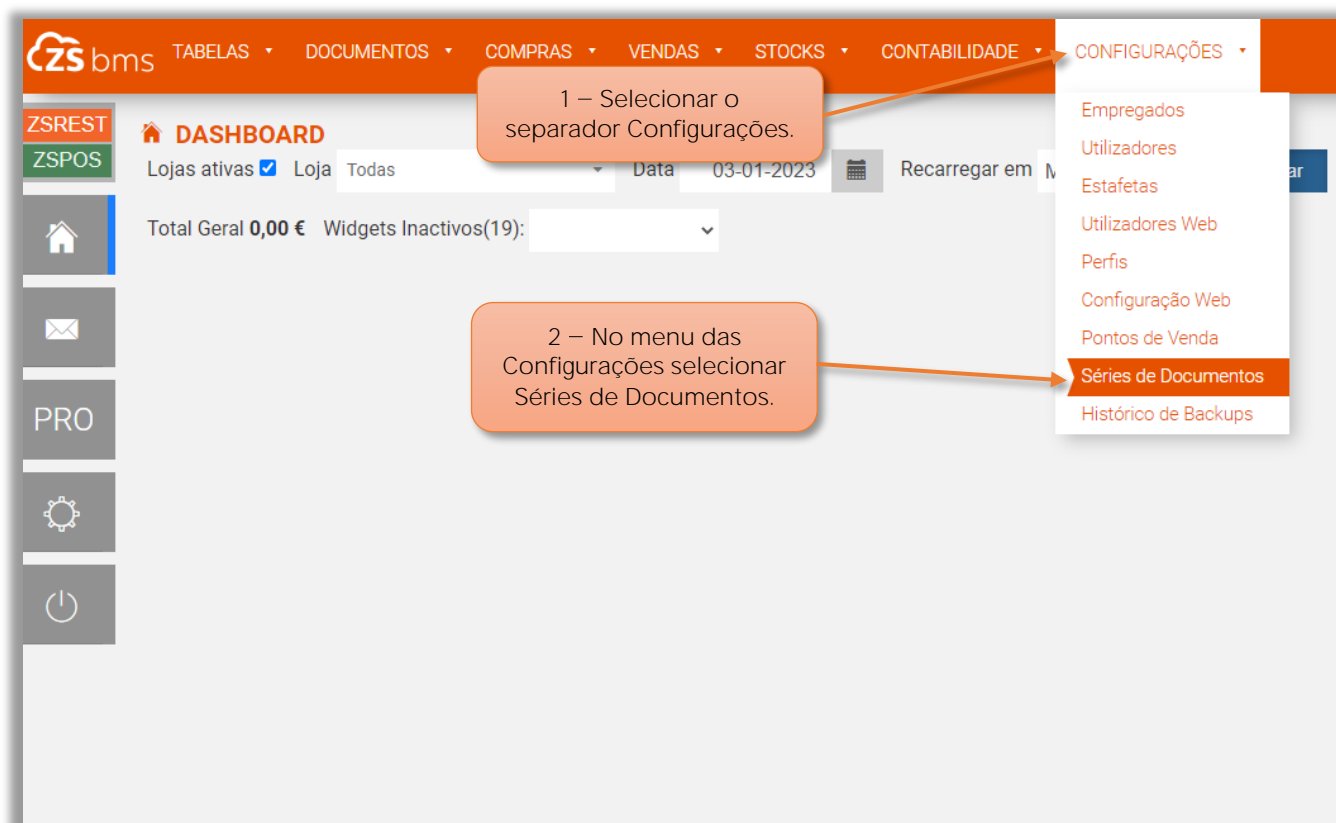 ZS bms TABELAS DOCUMENTOS COMPRAS VENDAS STOCKS CONTABILIDADE CONFIGURAÇÕES
1 – Selecionar o
separador Configurações.
Empregados
Utilizadores
Estafetas
Utilizadores Web
Perfis
Configuração Web
Pontos de Venda
Séries de Documentos
Histórico de Backups
ZSREST
ZSPOS
DASHBOARD
Lojas ativas Loja Todas Data 03-01-2023 Recarregar em M ar
Total Geral 0,00 € Widgets Inactivos(19):
2 – No menu das
Configurações selecionar
Séries de Documentos.
PRO